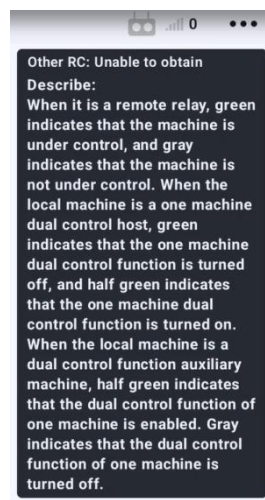 0
Other RC: Unable to obtain
Describe:
When it is a remote relay, green
indicates that the machine is
under control, and gray
indicates that the machine is
not under control. When the
local machine is a one machine
dual control host, green
indicates that the one machine
dual control function is turned
off, and half green indicates
that the one machine dual
control function is turned on.
When the local machine is a
dual control function auxiliary
machine, half green indicates
that the dual control function of
one machine is enabled. Gray
indicates that the dual control
function of one machine is
turned off.